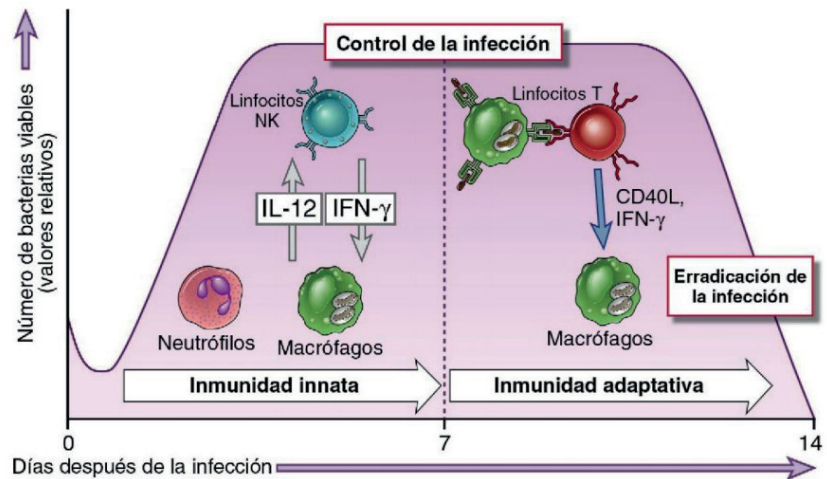 Número de bacterias viables
(valores relativos)
Control de la infección
Linfocitos
NK
Linfocitos T
IL-12
IFN-γ
CD40L,
IFN-γ
Erradicación de
la infección
Neutrófilos
Macrófagos
Macrófagos
Inmunidad innata
Inmunidad adaptativa
0
7
14
Días después de la infección